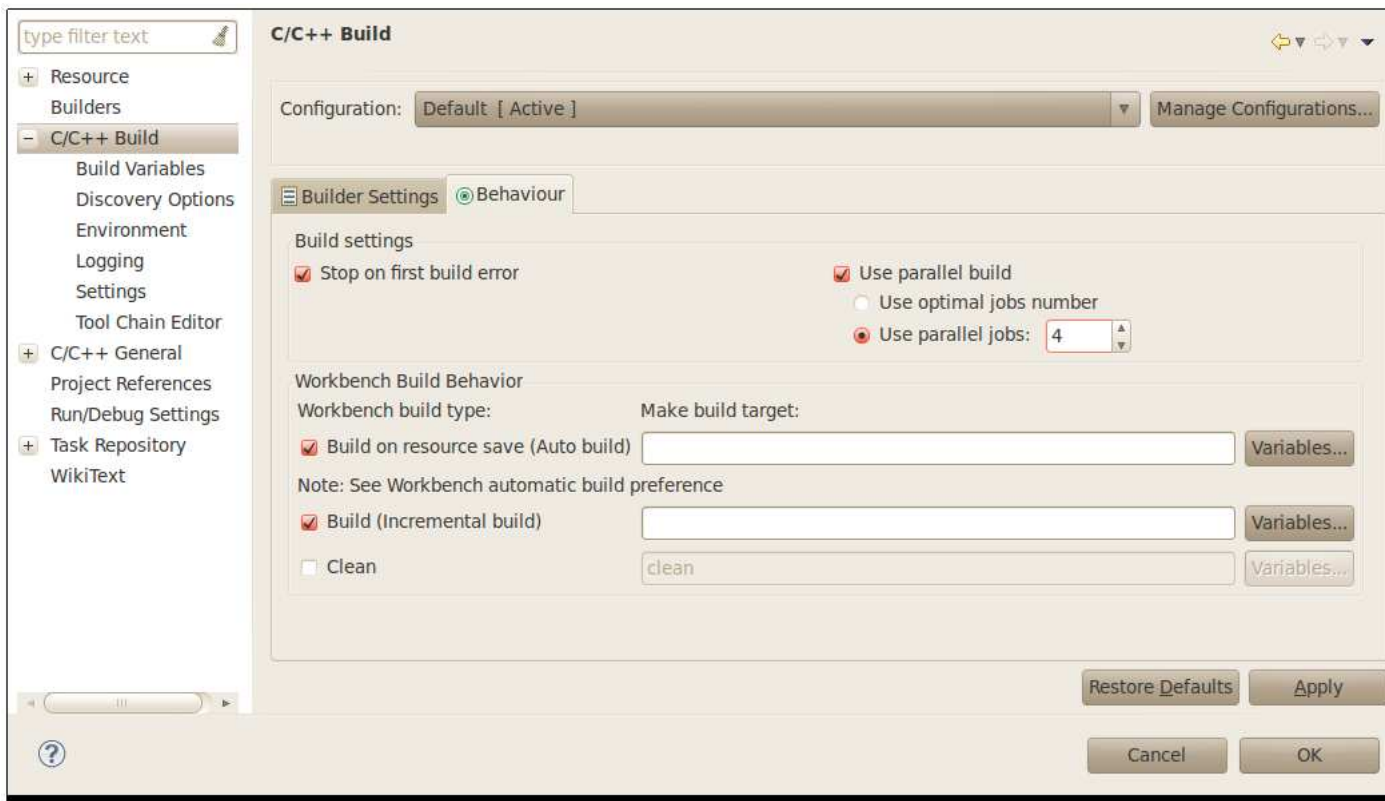 type filter text
Resource
Builders
C/C++ Build
Build Variables
Discovery Options
Environment
Logging
Settings
Tool Chain Editor
C/C++ General
Project References
Run/Debug Settings
Task Repository
WikiText
C/C++ Build
Configuration: Default [ Active ] Manage Configurations...
Builder Settings Behaviour
Build settings
Stop on first build error Use parallel build
Use optimal jobs number
Use parallel jobs: 4
Workbench Build Behavior
Workbench build type: Make build target:
Build on resource save (Auto build) Variables...
Note: See Workbench automatic build preference
Build (Incremental build) Variables...
Clean clean Variables...
Restore Defaults Apply
? Cancel OK